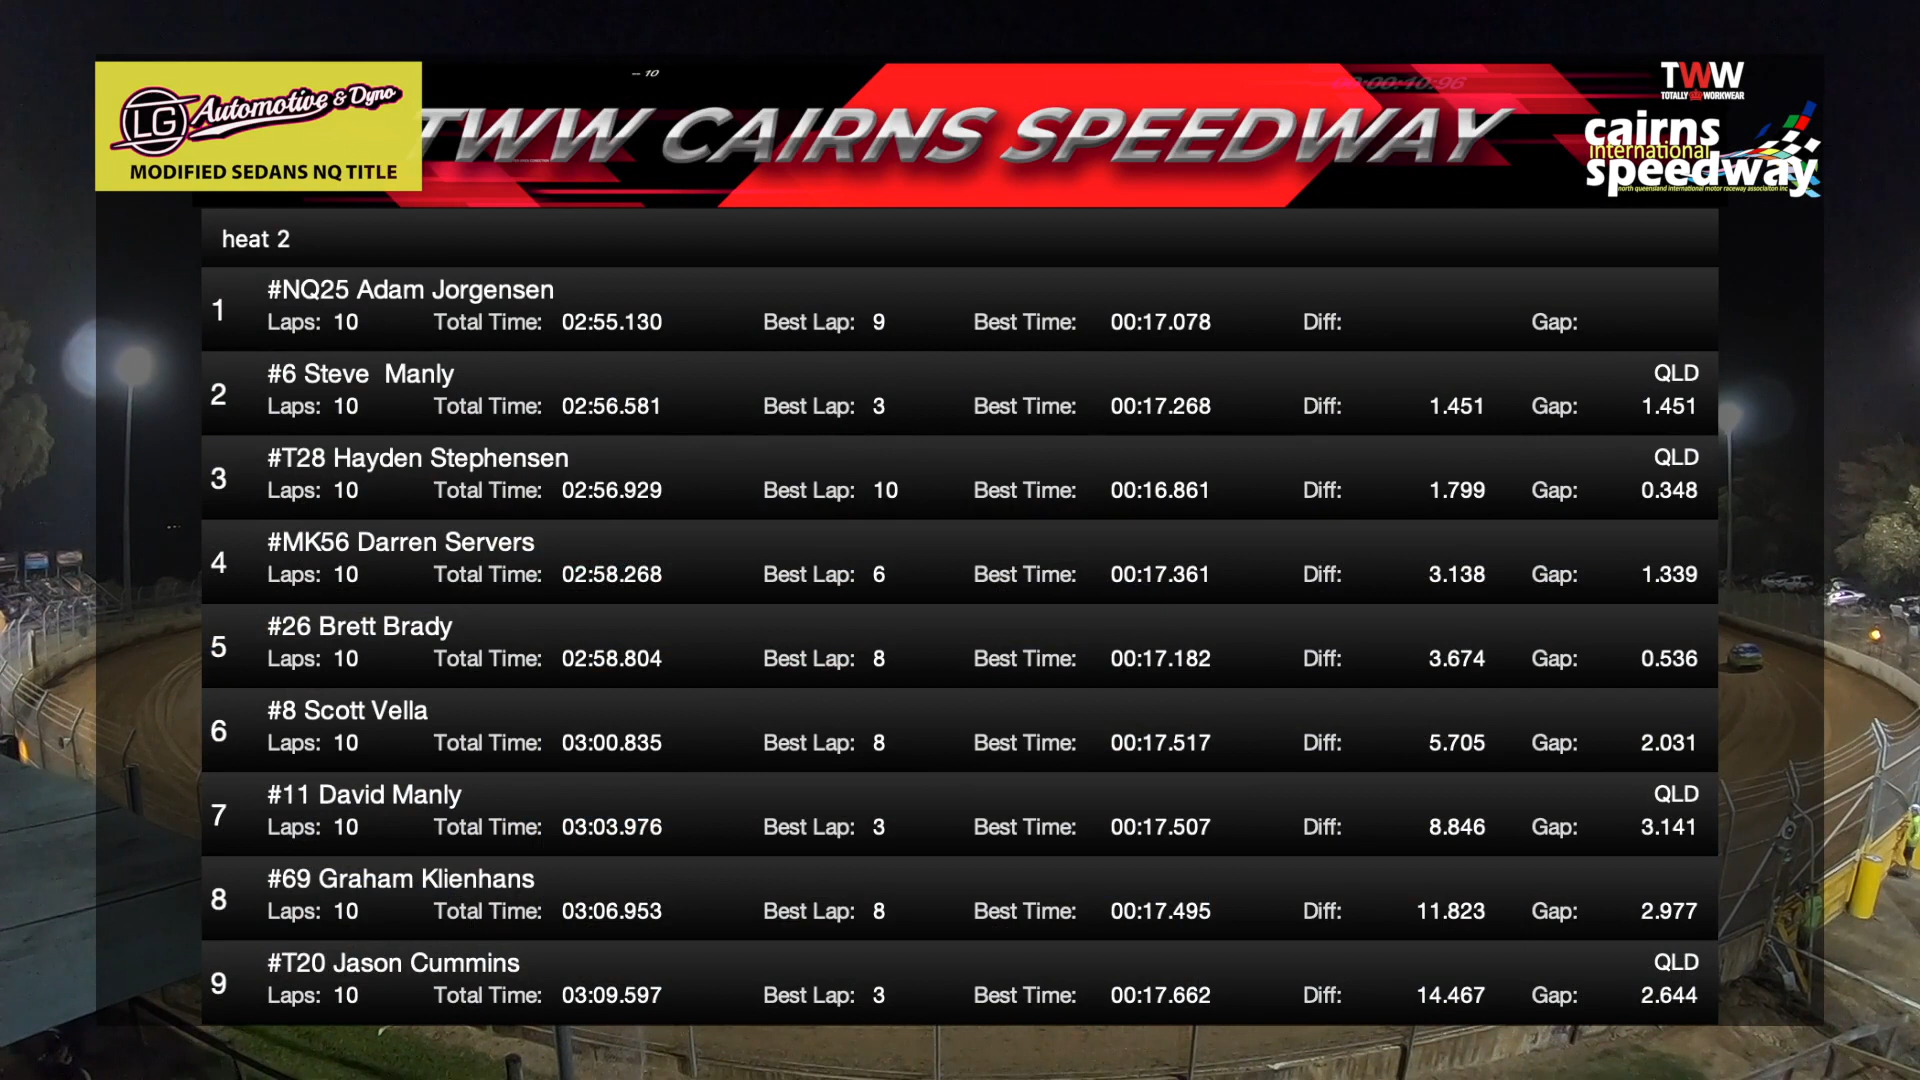 LG Automotive & Dyno
MODIFIED SEDANS NQ TITLE
-- 10
TWW CAIRNS SPEEDWAY
00:00:40:96
TWW
TOTALLY WORKWEAR
cairns
international
speedway
north queensland international motor raceway association inc
heat 2
1
#NQ25 Adam Jorgensen
Laps: 10 Total Time: 02:55.130 Best Lap: 9 Best Time: 00:17.078 Diff: Gap:
2
#6 Steve  Manly QLD
Laps: 10 Total Time: 02:56.581 Best Lap: 3 Best Time: 00:17.268 Diff: 1.451 Gap: 1.451
3
#T28 Hayden Stephensen QLD
Laps: 10 Total Time: 02:56.929 Best Lap: 10 Best Time: 00:16.861 Diff: 1.799 Gap: 0.348
4
#MK56 Darren Servers
Laps: 10 Total Time: 02:58.268 Best Lap: 6 Best Time: 00:17.361 Diff: 3.138 Gap: 1.339
5
#26 Brett Brady
Laps: 10 Total Time: 02:58.804 Best Lap: 8 Best Time: 00:17.182 Diff: 3.674 Gap: 0.536
6
#8 Scott Vella
Laps: 10 Total Time: 03:00.835 Best Lap: 8 Best Time: 00:17.517 Diff: 5.705 Gap: 2.031
7
#11 David Manly QLD
Laps: 10 Total Time: 03:03.976 Best Lap: 3 Best Time: 00:17.507 Diff: 8.846 Gap: 3.141
8
#69 Graham Klienhans
Laps: 10 Total Time: 03:06.953 Best Lap: 8 Best Time: 00:17.495 Diff: 11.823 Gap: 2.977
9
#T20 Jason Cummins QLD
Laps: 10 Total Time: 03:09.597 Best Lap: 3 Best Time: 00:17.662 Diff: 14.467 Gap: 2.644